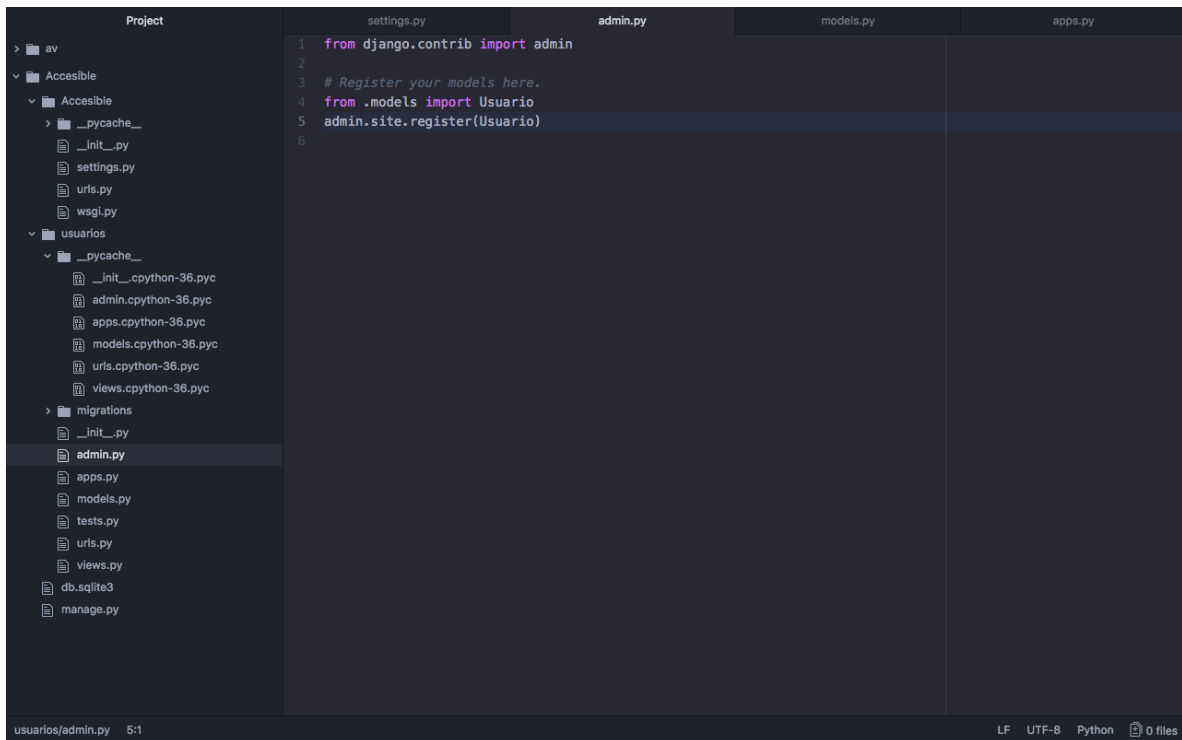 Project
av
Accesible
Accesible
__pycache__
__init__.py
settings.py
urls.py
wsgi.py
usuarios
__pycache__
__init__.cpython-36.pyc
admin.cpython-36.pyc
apps.cpython-36.pyc
models.cpython-36.pyc
urls.cpython-36.pyc
views.cpython-36.pyc
migrations
__init__.py
admin.py
apps.py
models.py
tests.py
urls.py
views.py
db.sqlite3
manage.py
settings.py admin.py models.py apps.py
1 from django.contrib import admin
2
3 # Register your models here.
4 from .models import Usuario
5 admin.site.register(Usuario)
6
usuarios/admin.py 5:1 LF UTF-8 Python 0 files